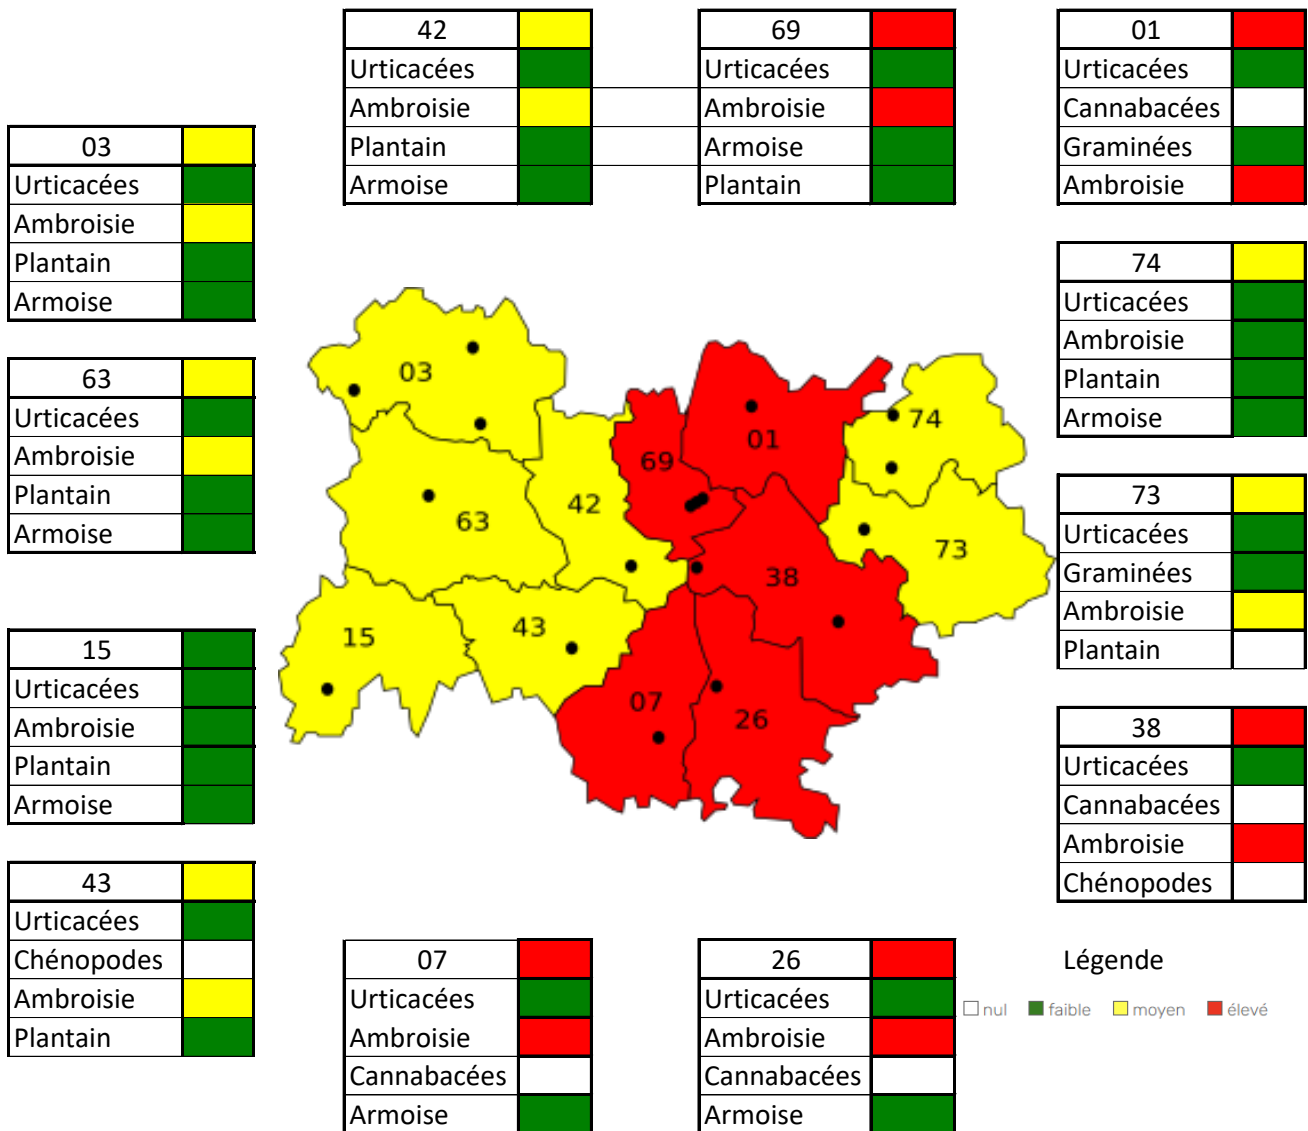 42
Urticacées
Ambroisie
Plantain
Armoise
69
Urticacées
Ambroisie
Armoise
Plantain
01
Urticacées
Cannabacées
Graminées
Ambroisie
03
Urticacées
Ambroisie
Plantain
Armoise
74
Urticacées
Ambroisie
Plantain
Armoise
63
Urticacées
Ambroisie
Plantain
Armoise
73
Urticacées
Graminées
Ambroisie
Plantain
15
Urticacées
Ambroisie
Plantain
Armoise
38
Urticacées
Cannabacées
Ambroisie
Chénopodes
43
Urticacées
Chénopodes
Ambroisie
Plantain
07
Urticacées
Ambroisie
Cannabacées
Armoise
26
Urticacées
Ambroisie
Cannabacées
Armoise
03
74
01
69
42
63
73
38
43
15
07
26
Légende
nul faible moyen élevé